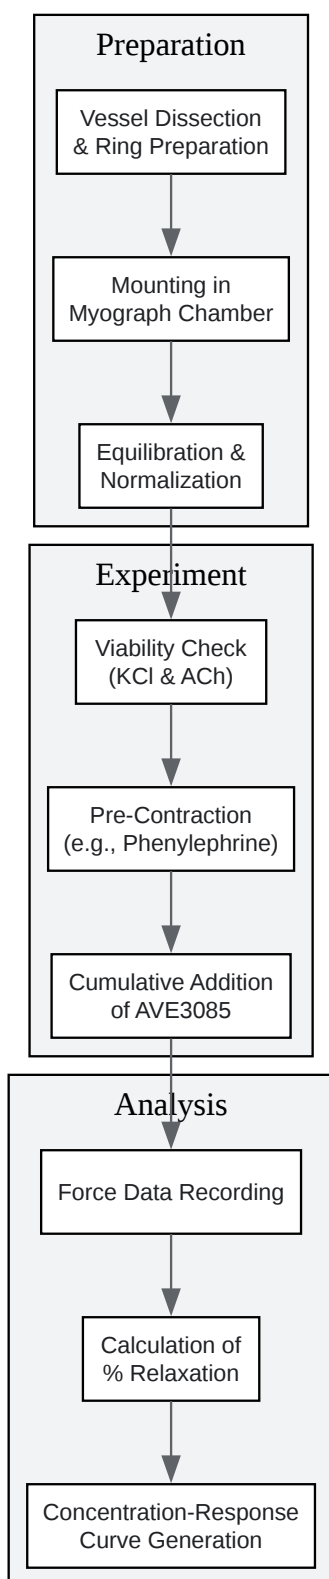 Preparation
Vessel Dissection
& Ring Preparation
Mounting in
Myograph Chamber
Equilibration &
Normalization
Experiment
Viability Check
(KCl & ACh)
Pre-Contraction
(e.g., Phenylephrine)
Cumulative Addition
of AVE3085
Analysis
Force Data Recording
Calculation of
% Relaxation
Concentration-Response
Curve Generation